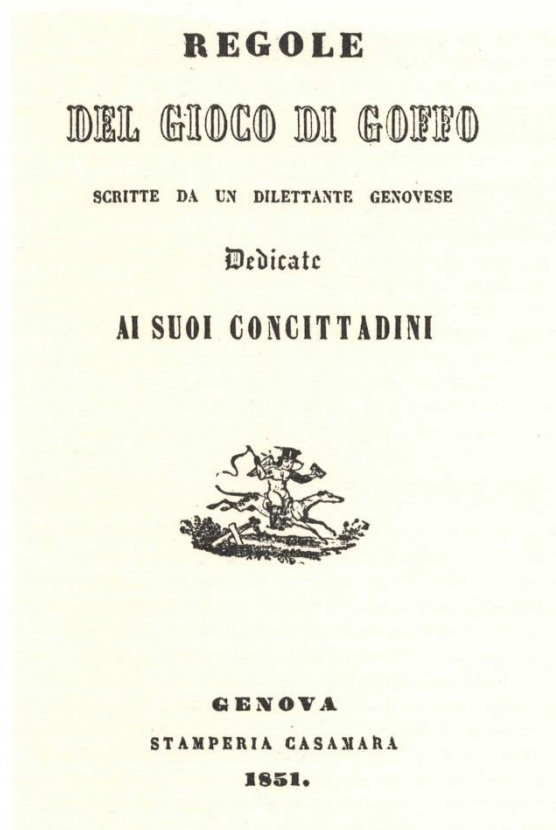 REGOLE
DEL GIOCO DI GOFFO
SCRITTE DA UN DILETTANTE GENOVESE
Dedicate
AI SUOI CONCITTADINI
GENOVA
STAMPERIA CASAMARA
1851.